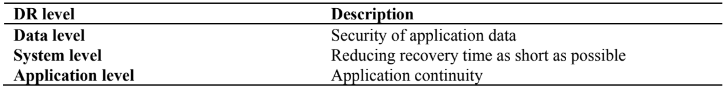 DR level Description
Data level Security of application data
System level Reducing recovery time as short as possible
Application level Application continuity